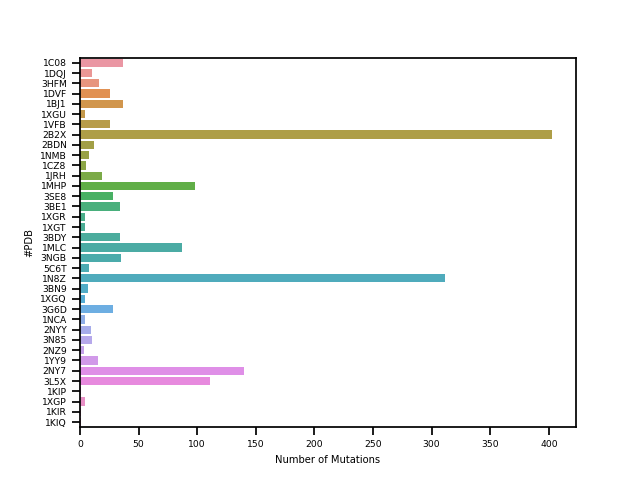 1C08
1DQJ
3HFM
1DVF
1BJ1
1XGU
1VFB
2B2X
2BDN
1NMB
1CZ8
1JRH
1MHP
3SE8
3BE1
1XGR
1XGT
3BDY
1MLC
3NGB
5C6T
1N8Z
3BN9
1XGQ
3G6D
1NCA
2NYY
3N85
2NZ9
1YY9
2NY7
3L5X
1KIP
1XGP
1KIR
1KIQ
#PDB
0 50 100 150 200 250 300 350 400
Number of Mutations